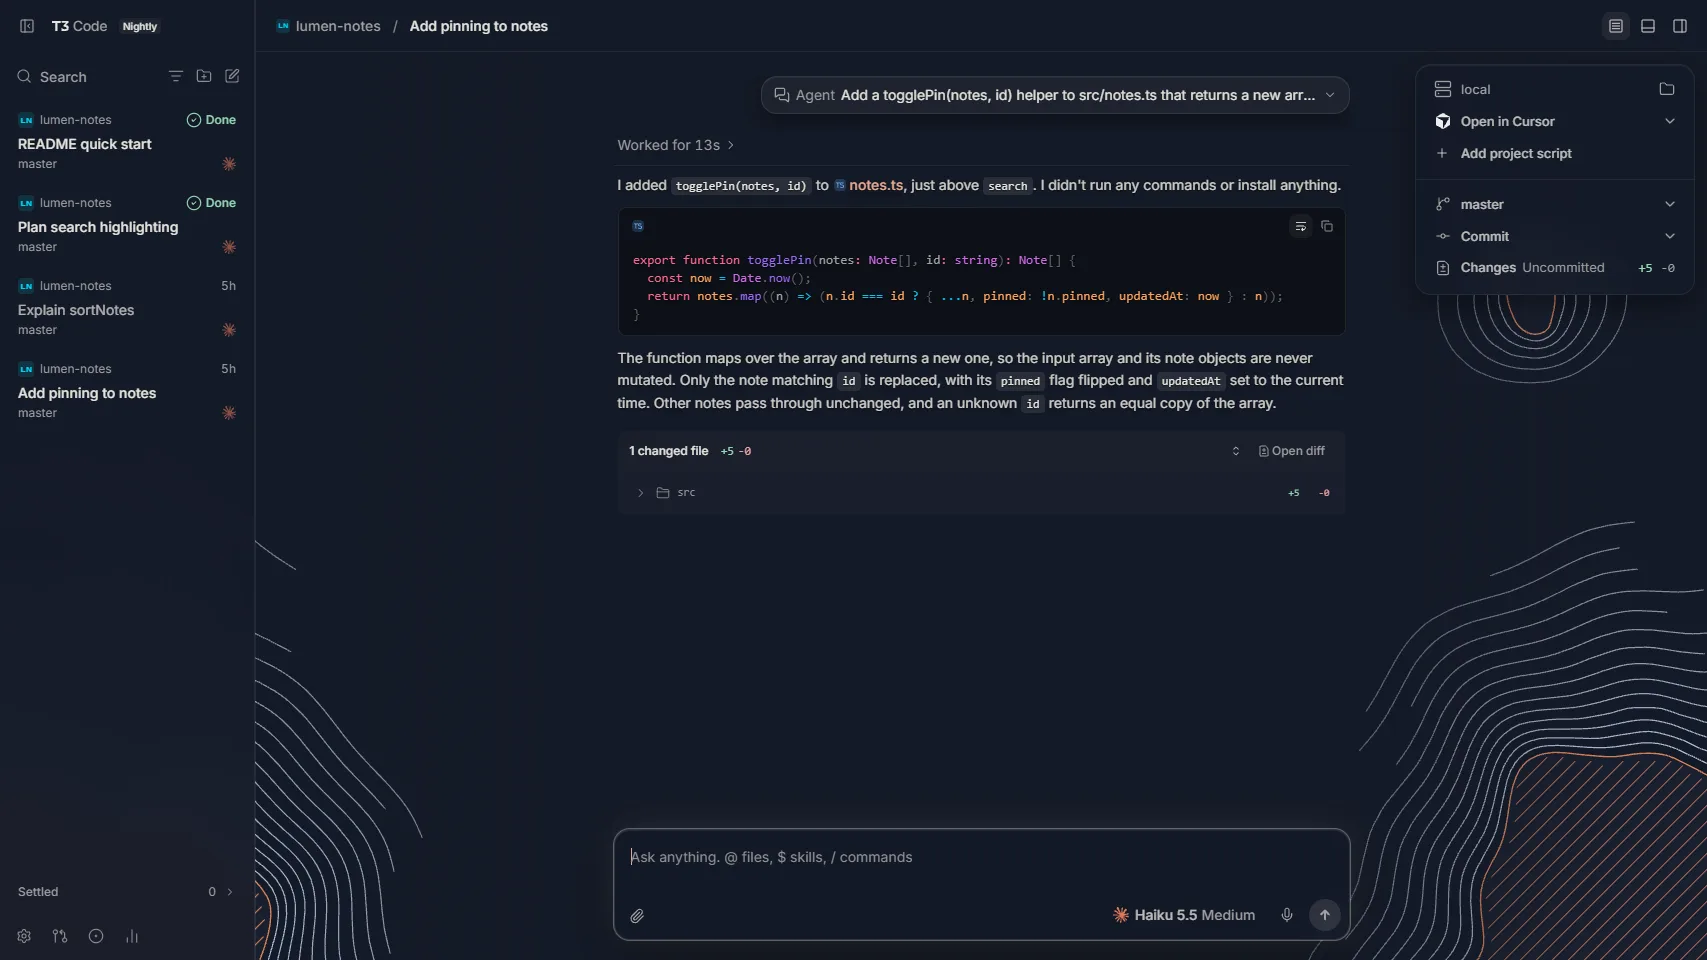 T3 Code Nightly
Search
LN lumen-notes Done
README quick start
master
LN lumen-notes Done
Plan search highlighting
master
LN lumen-notes 5h
Explain sortNotes
master
LN lumen-notes 5h
Add pinning to notes
master
Settled 0
LN lumen-notes / Add pinning to notes
Agent Add a togglePin(notes, id) helper to src/notes.ts that returns a new arr...
Worked for 13s
I added togglePin(notes, id) to TS notes.ts, just above search. I didn't run any commands or install anything.
TS
export function togglePin(notes: Note[], id: string): Note[] {
const now = Date.now();
return notes.map((n) => (n.id === id ? { ...n, pinned: !n.pinned, updatedAt: now } : n));
}
The function maps over the array and returns a new one, so the input array and its note objects are never
mutated. Only the note matching id is replaced, with its pinned flag flipped and updatedAt set to the current
time. Other notes pass through unchanged, and an unknown id returns an equal copy of the array.
1 changed file +5 -0 Open diff
src +5 -0
Ask anything. @ files, $ skills, / commands
Haiku 5.5 Medium
local
Open in Cursor
Add project script
master
Commit
Changes Uncommitted +5 -0